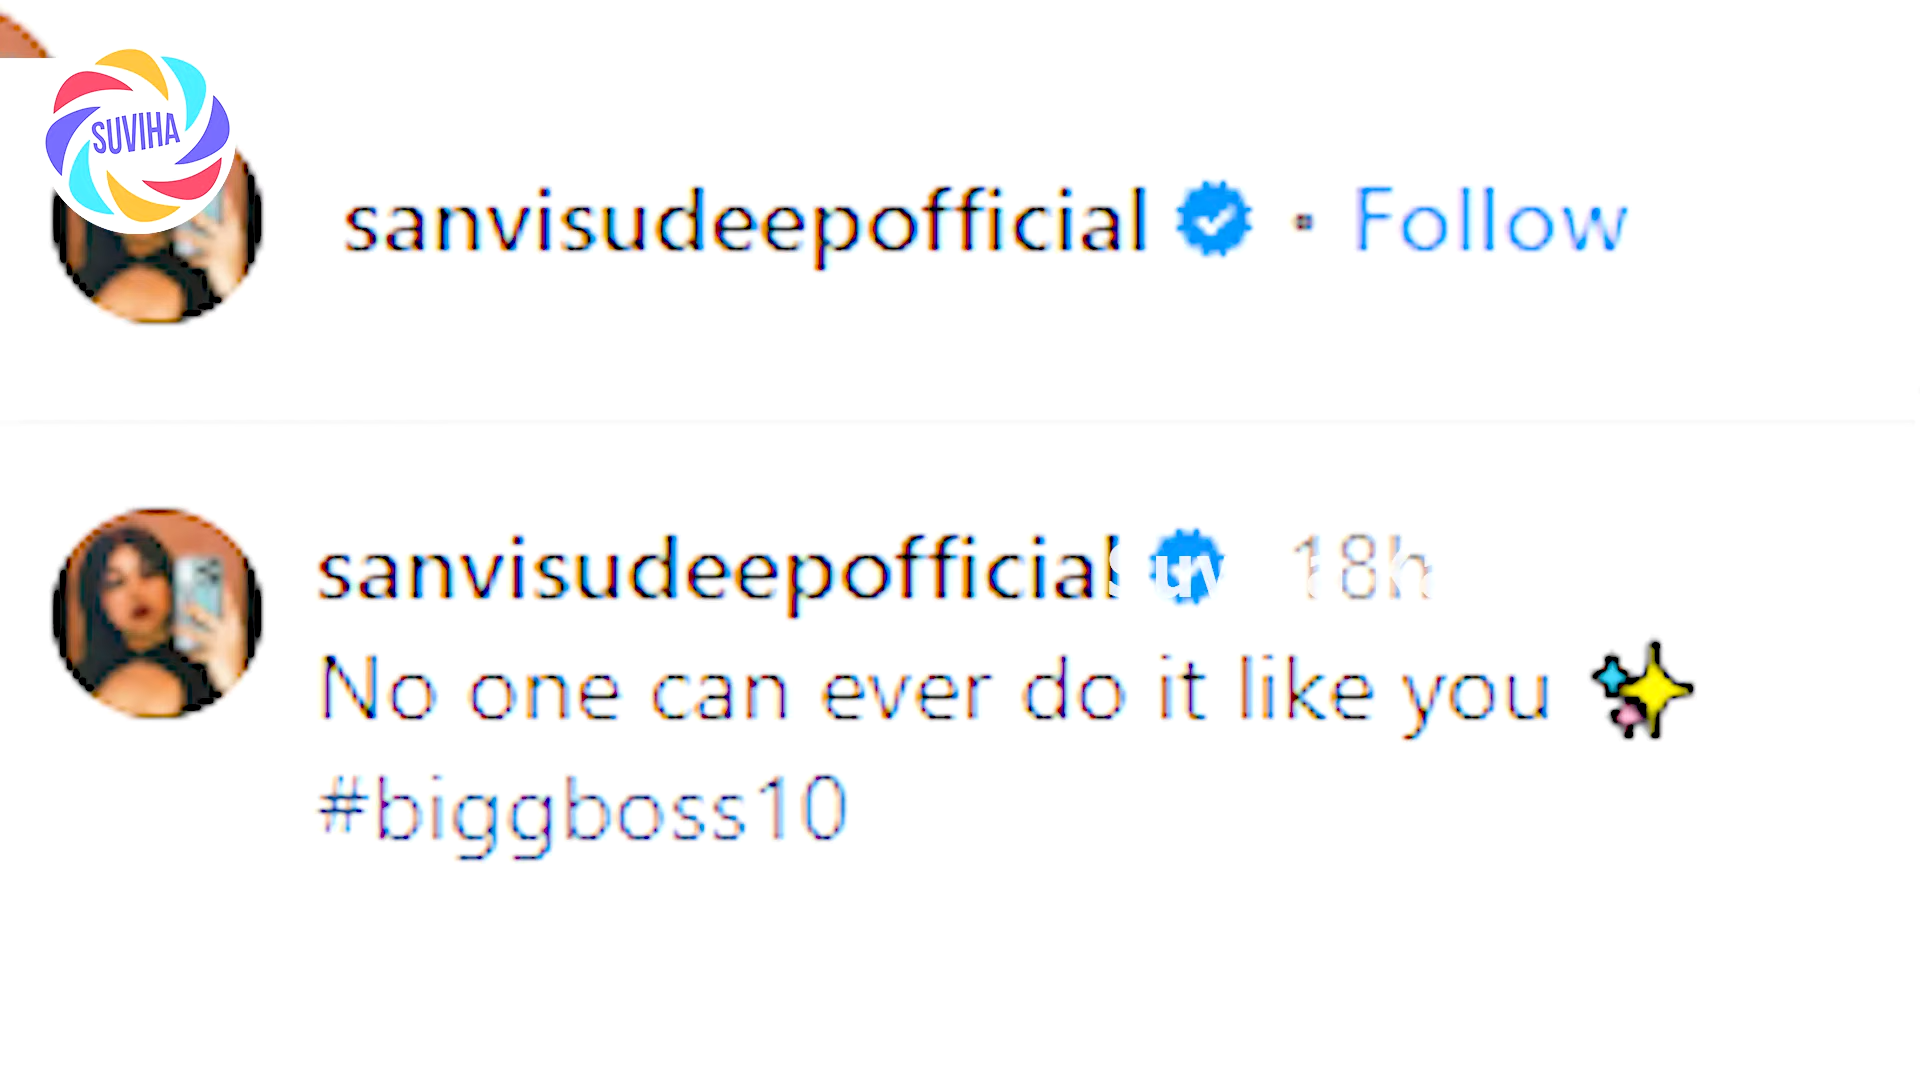 SUVIHA
sanvisudeepofficial • Follow
sanvisudeepofficial 18h
No one can ever do it like you ✨
#biggboss10